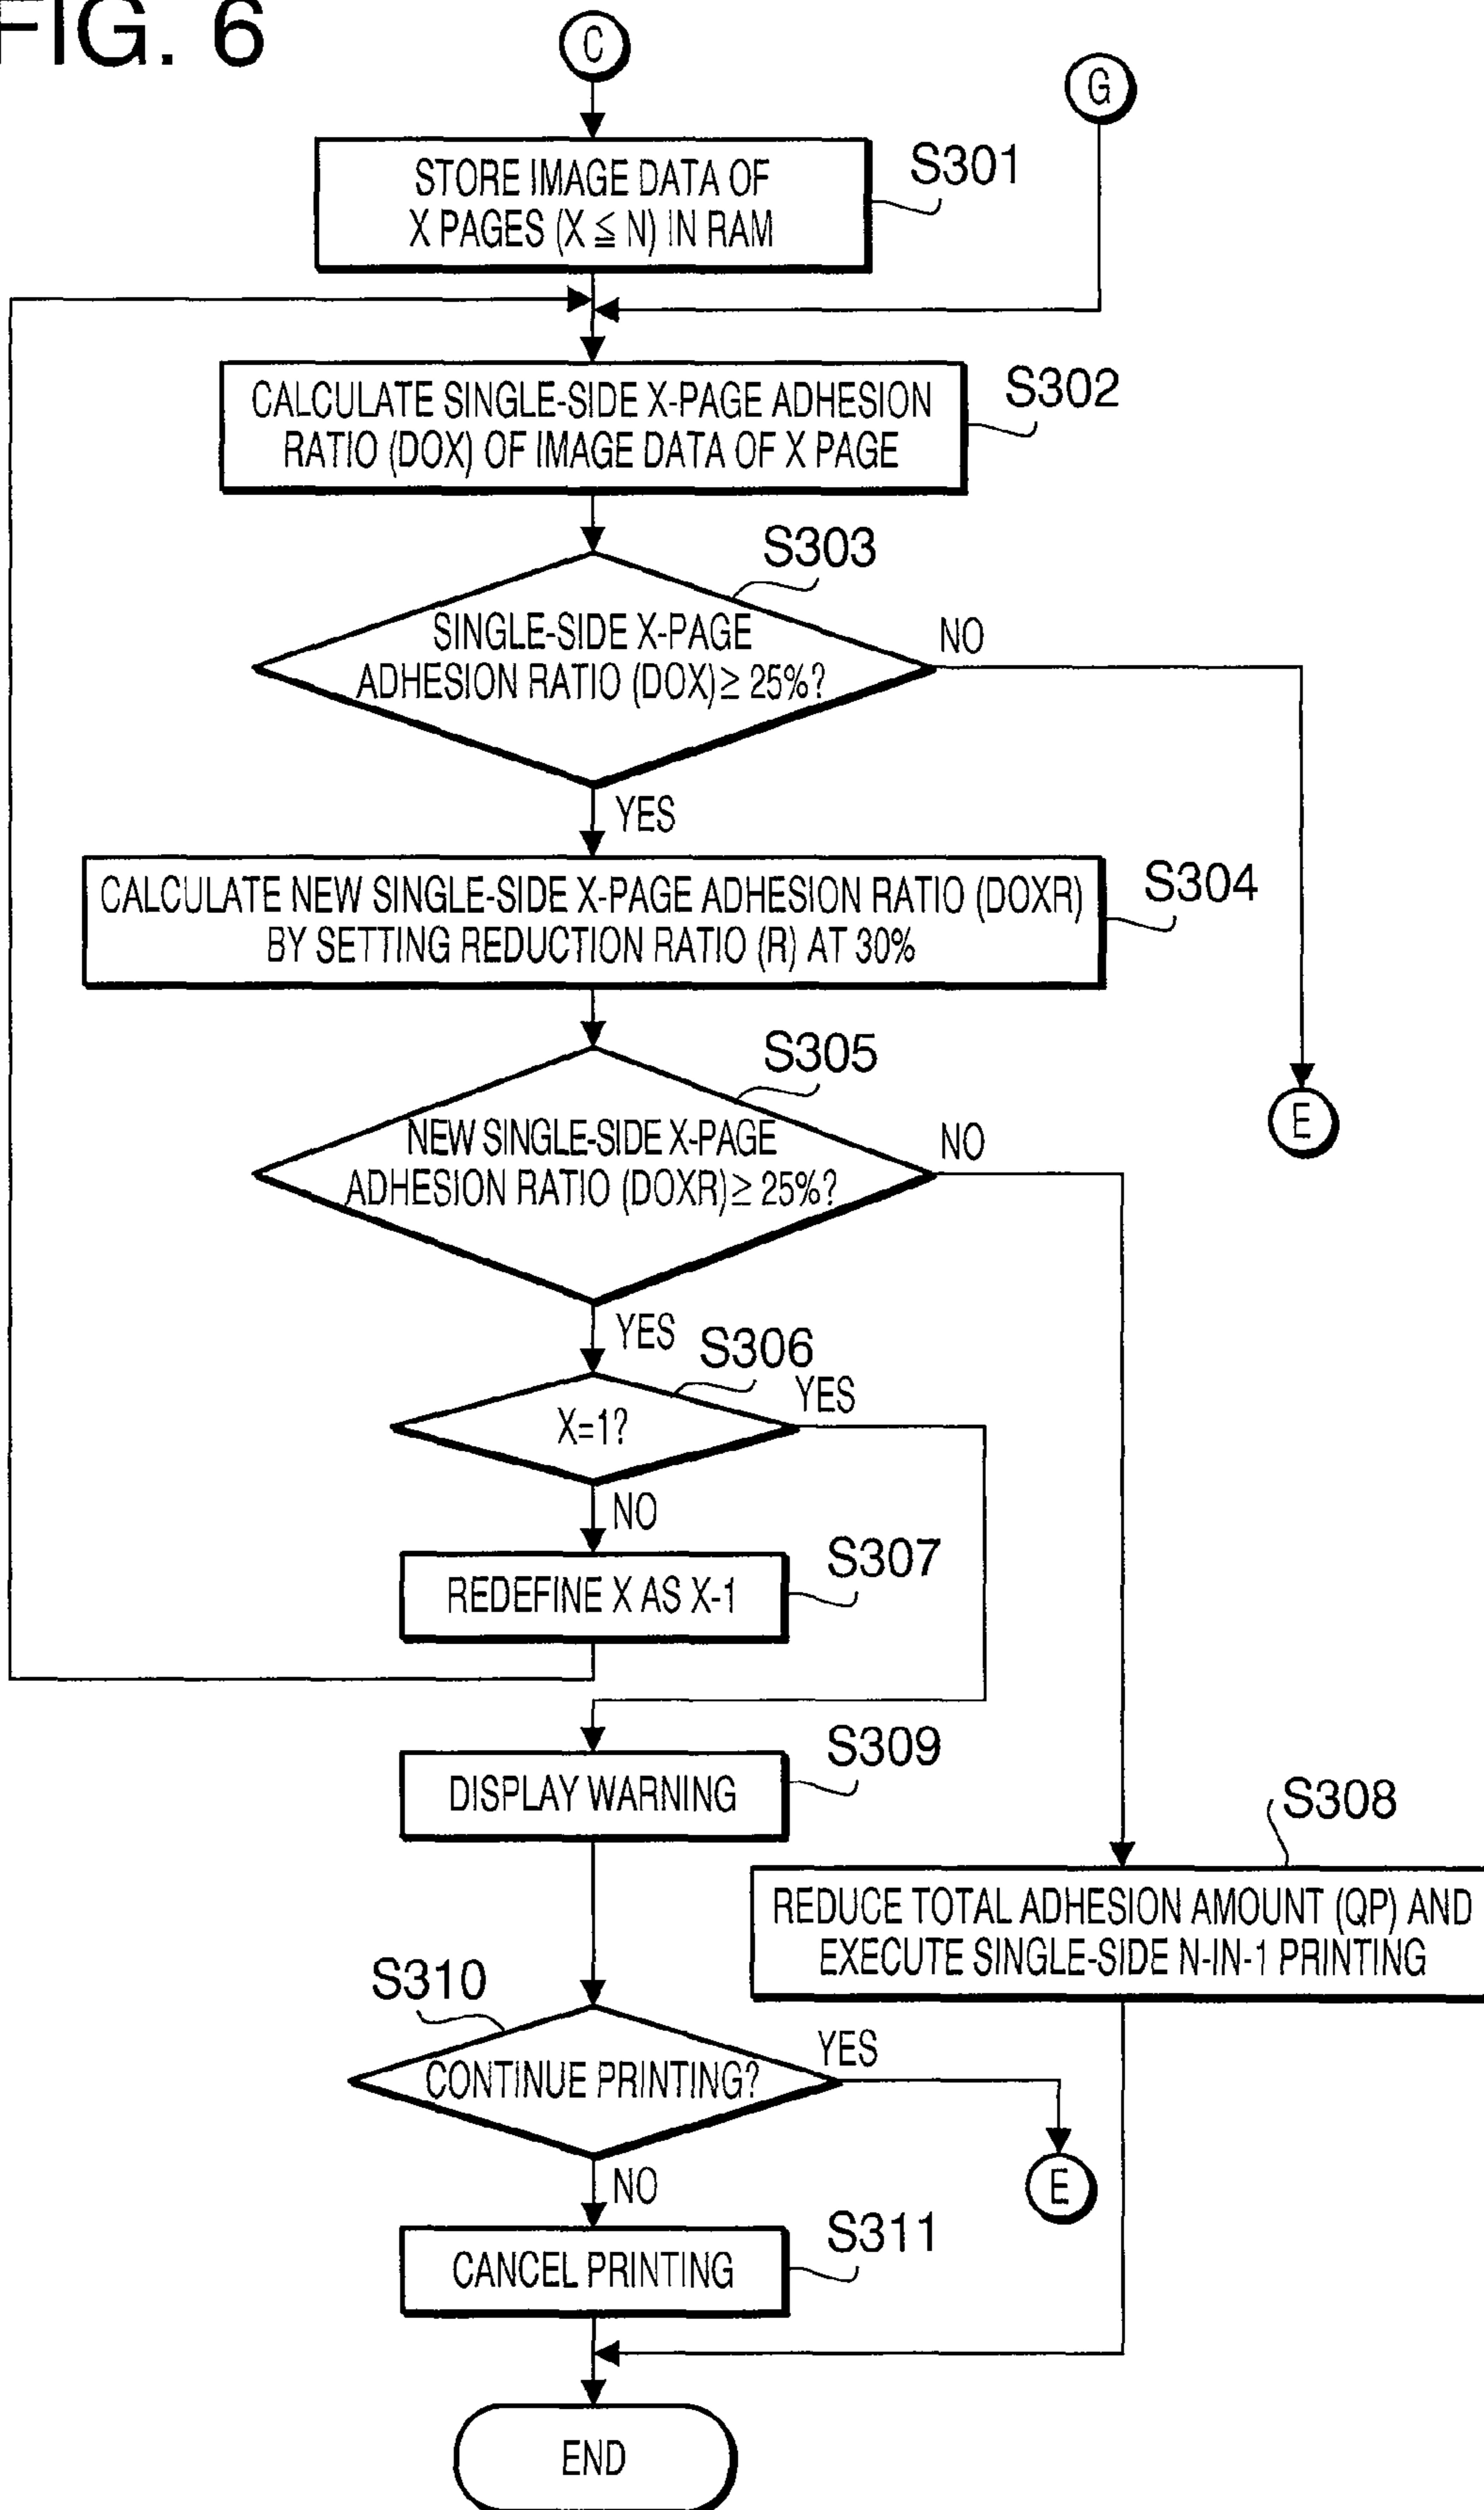 FIG. 6
C
G
S301
STORE IMAGE DATA OF
X PAGES (X ≦ N) IN RAM
S302
CALCULATE SINGLE-SIDE X-PAGE ADHESION
RATIO (DOX) OF IMAGE DATA OF X PAGE
S303
SINGLE-SIDE X-PAGE
ADHESION RATIO (DOX) ≥ 25%?
NO
YES
S304
CALCULATE NEW SINGLE-SIDE X-PAGE ADHESION RATIO (DOXR)
BY SETTING REDUCTION RATIO (R) AT 30%
S305
E
NEW SINGLE-SIDE X-PAGE
ADHESION RATIO (DOXR) ≥ 25%?
NO
YES
S306
YES
X=1?
NO
S307
REDEFINE X AS X-1
S309
DISPLAY WARNING
S308
REDUCE TOTAL ADHESION AMOUNT (QP) AND
EXECUTE SINGLE-SIDE N-IN-1 PRINTING
S310
YES
CONTINUE PRINTING?
E
NO
S311
CANCEL PRINTING
END